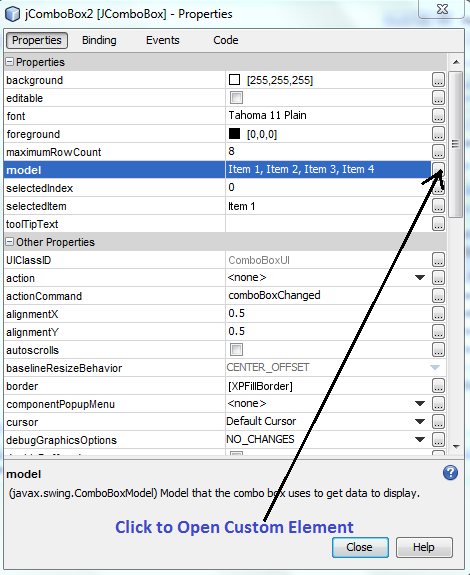 jComboBox2 [JComboBox] - Properties
Properties Binding Events Code
Properties
background [255,255,255] ...
editable ...
font Tahoma 11 Plain ...
foreground [0,0,0] ...
maximumRowCount 8 ...
model Item 1, Item 2, Item 3, Item 4 ...
selectedIndex 0 ...
selectedItem Item 1 ...
toolTipText ...
Other Properties
UIClassID ComboBoxUI ...
action <none> ...
actionCommand comboBoxChanged ...
alignmentX 0.5 ...
alignmentY 0.5 ...
autoscrolls ...
baselineResizeBehavior CENTER_OFFSET
border [XPFillBorder] ...
componentPopupMenu <none> ...
cursor Default Cursor ...
debugGraphicsOptions NO_CHANGES ...
model
(javax.swing.ComboBoxModel) Model that the combo box uses to get data to display.
Click to Open Custom Element
Close Help